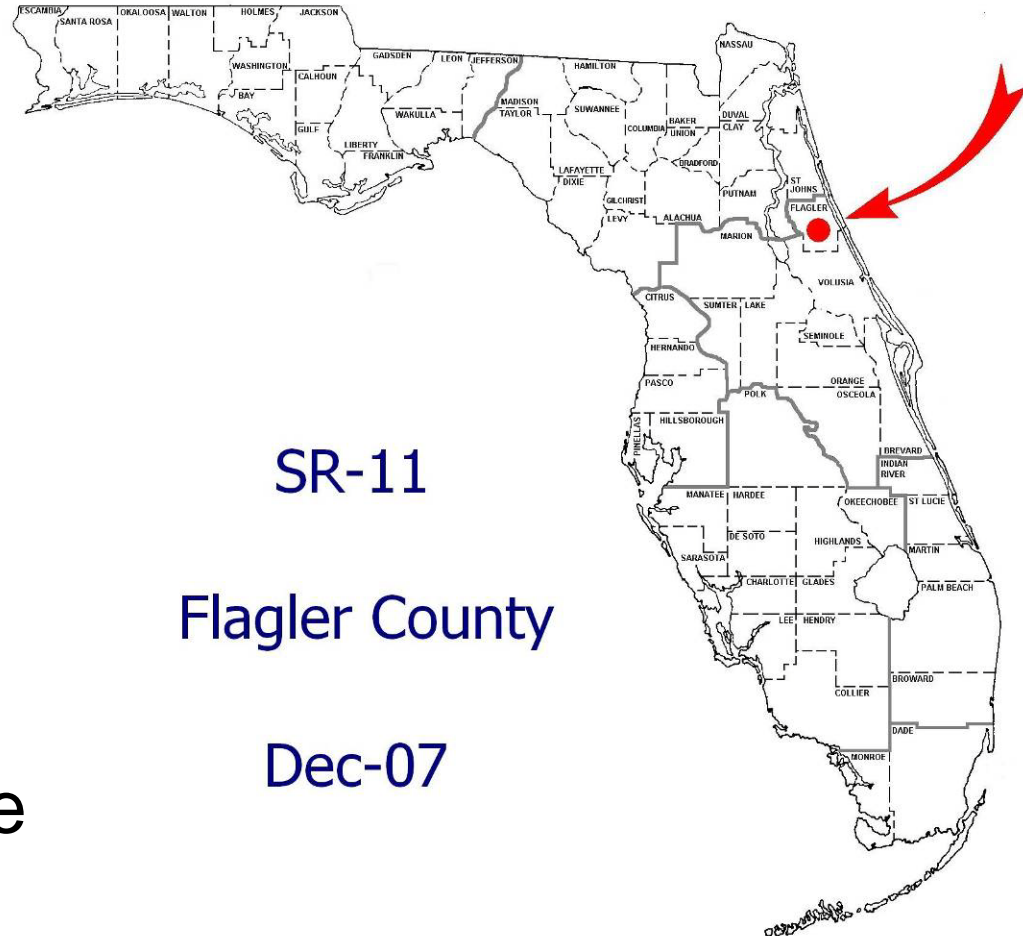 ESCAMBIA
SANTA ROSA
OKALOOSA
WALTON
HOLMES
JACKSON
WASHINGTON
BAY
CALHOUN
GULF
LIBERTY
FRANKLIN
GADSDEN
LEON
JEFFERSON
WAKULLA
MADISON
TAYLOR
HAMILTON
SUWANNEE
LAFAYETTE
DIXIE
COLUMBIA
BAKER
UNION
BRADFORD
GILCHRIST
LEVY
ALACHUA
NASSAU
DUVAL
CLAY
PUTNAM
ST
JOHNS
FLAGLER
MARION
VOLUSIA
CITRUS
SUMTER
LAKE
SEMINOLE
HERNANDO
PASCO
ORANGE
OSCEOLA
POLK
PINELLAS
HILLSBOROUGH
BREVARD
INDIAN
RIVER
MANATEE
HARDEE
OKEECHOBEE
ST LUCIE
DE SOTO
HIGHLANDS
SARASOTA
MARTIN
CHARLOTTE
GLADES
PALM BEACH
LEE
HENDRY
BROWARD
COLLIER
DADE
MONROE
SR-11
Flagler County
Dec-07
e